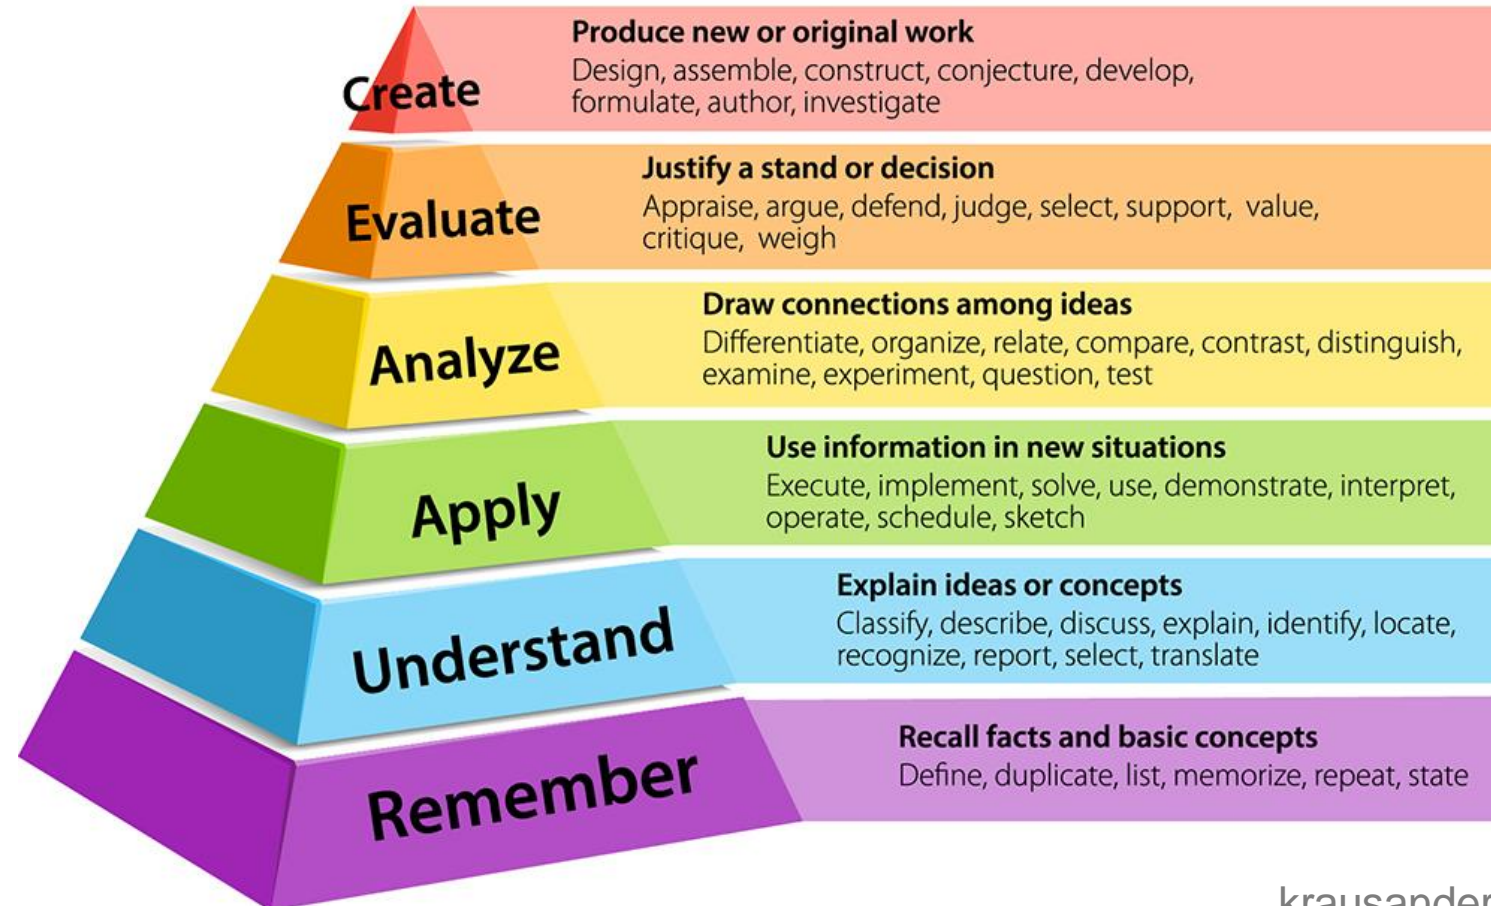 Create
Produce new or original work
Design, assemble, construct, conjecture, develop,
formulate, author, investigate
Evaluate
Justify a stand or decision
Appraise, argue, defend, judge, select, support, value,
critique, weigh
Analyze
Draw connections among ideas
Differentiate, organize, relate, compare, contrast, distinguish,
examine, experiment, question, test
Apply
Use information in new situations
Execute, implement, solve, use, demonstrate, interpret,
operate, schedule, sketch
Understand
Explain ideas or concepts
Classify, describe, discuss, explain, identify, locate,
recognize, report, select, translate
Remember
Recall facts and basic concepts
Define, duplicate, list, memorize, repeat, state